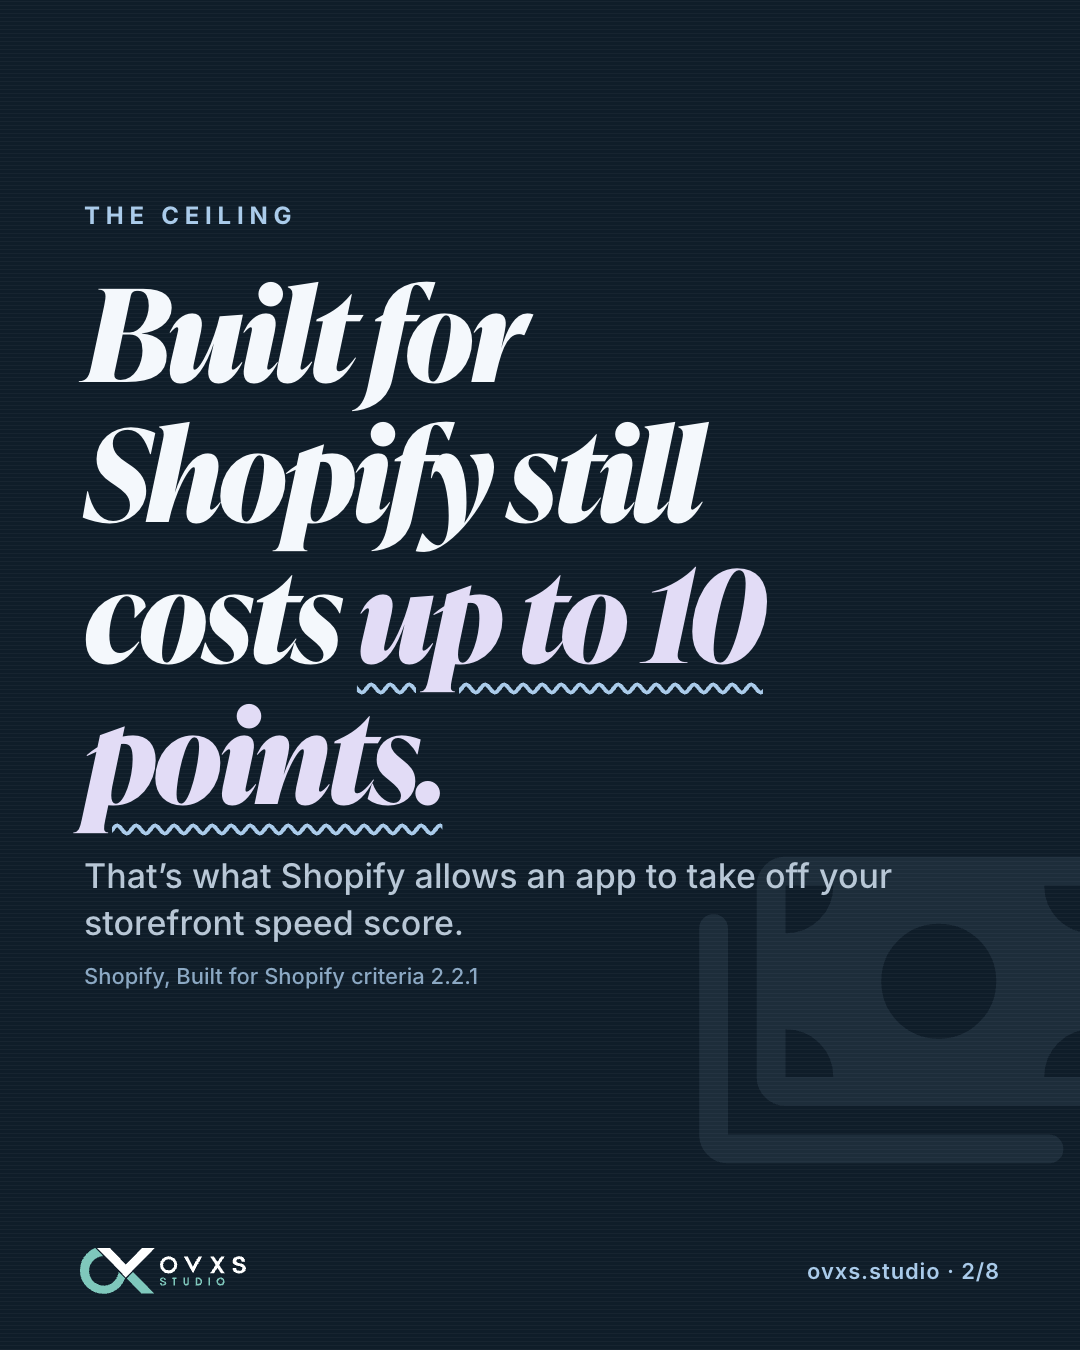 THE CEILING
Built for
Shopify still
costs up to 10
points.
That’s what Shopify allows an app to take off your
storefront speed score.
Shopify, Built for Shopify criteria 2.2.1
OVXS
STUDIO
ovxs.studio · 2/8